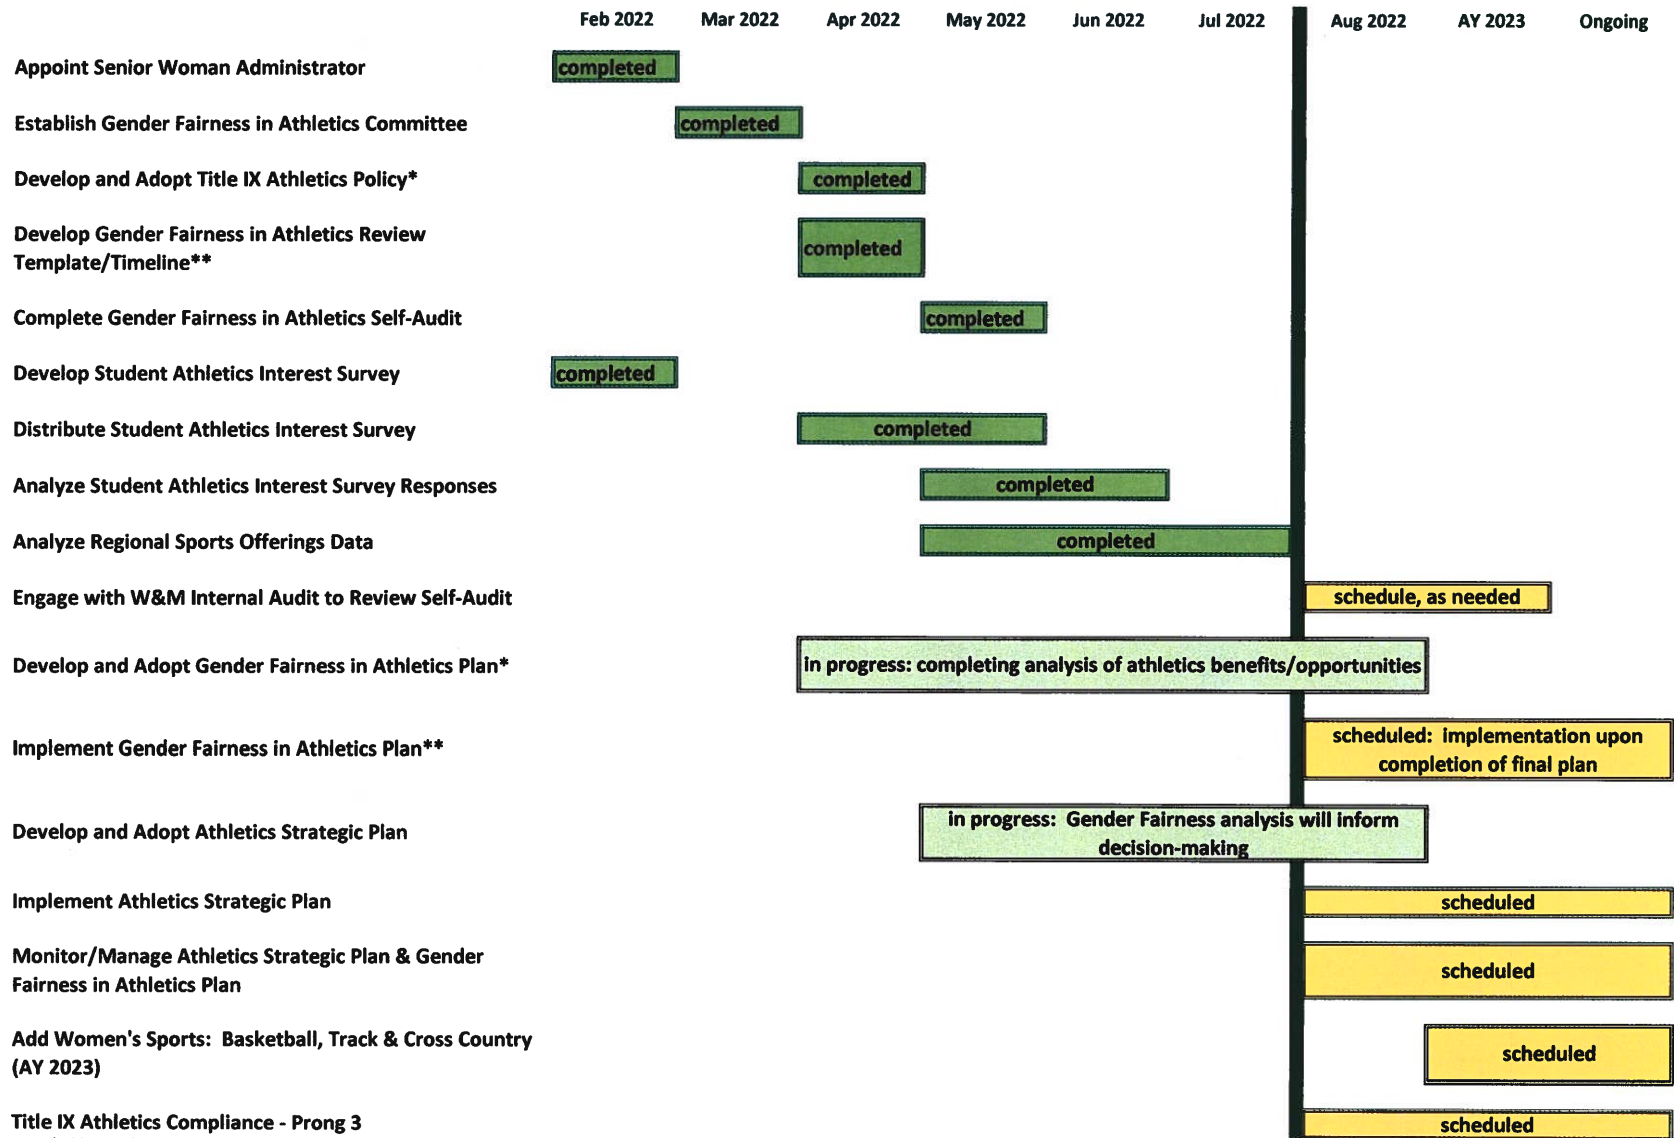 Feb 2022 Mar 2022 Apr 2022 May 2022 Jun 2022 Jul 2022 Aug 2022 AY 2023 Ongoing
Appoint Senior Woman Administrator completed
Establish Gender Fairness in Athletics Committee completed
Develop and Adopt Title IX Athletics Policy* completed
Develop Gender Fairness in Athletics Review
Template/Timeline**
completed
Complete Gender Fairness in Athletics Self-Audit completed
Develop Student Athletics Interest Survey completed
Distribute Student Athletics Interest Survey completed
Analyze Student Athletics Interest Survey Responses completed
Analyze Regional Sports Offerings Data completed
Engage with W&M Internal Audit to Review Self-Audit schedule, as needed
Develop and Adopt Gender Fairness in Athletics Plan* in progress: completing analysis of athletics benefits/opportunities
Implement Gender Fairness in Athletics Plan**
scheduled: implementation upon
completion of final plan
Develop and Adopt Athletics Strategic Plan
in progress: Gender Fairness analysis will inform
decision-making
Implement Athletics Strategic Plan scheduled
Monitor/Manage Athletics Strategic Plan & Gender
Fairness in Athletics Plan
scheduled
Add Women's Sports: Basketball, Track & Cross Country
(AY 2023)
scheduled
Title IX Athletics Compliance - Prong 3 scheduled